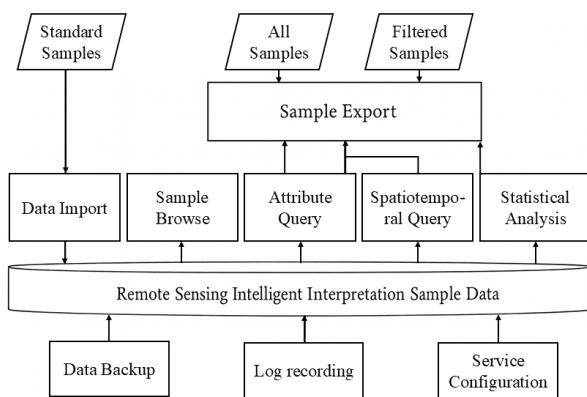 Standard
Samples
All
Samples
Filtered
Samples
Sample Export
Data Import
Sample
Browse
Attribute
Query
Spatiotempo-
ral Query
Statistical
Analysis
Remote Sensing Intelligent Interpretation Sample Data
Data Backup
Log recording
Service
Configuration